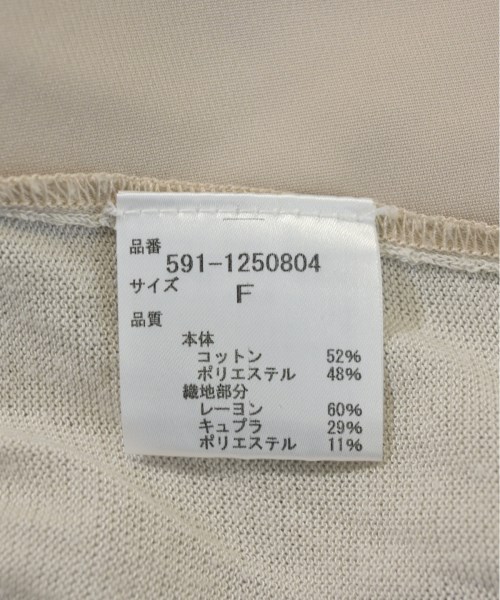 品番
591-1250804
サイズ
F
品質
本体
コットン 52%
ポリエステル 48%
織地部分
レーヨン 60%
キュプラ 29%
ポリエステル 11%